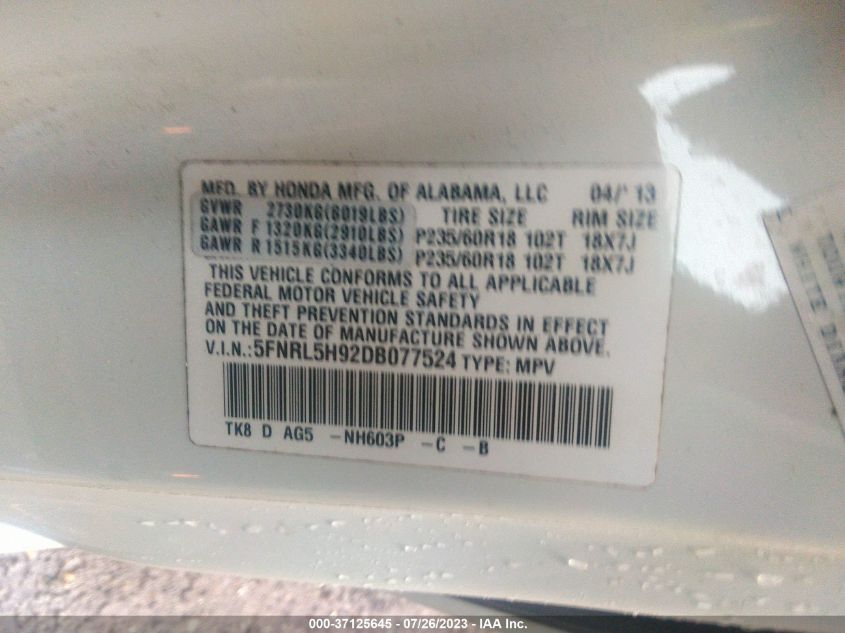 MFD. BY HONDA MFG. OF ALABAMA, LLC 04/'13
GVWR 2730KG(6019LBS) TIRE SIZE RIM SIZE
GAWR F 1320KG(2910LBS) P235/60R18 102T 18X7J
GAWR R 1515KG(3340LBS) P235/60R18 102T 18X7J
THIS VEHICLE CONFORMS TO ALL APPLICABLE
FEDERAL MOTOR VEHICLE SAFETY
AND THEFT PREVENTION STANDARDS IN EFFECT
ON THE DATE OF MANUFACTURE SHOWN ABOVE.
V.I.N.:5FNRL5H92DB077524 TYPE: MPV
TK8 D AG5 -NH603P -C -B
WHITE
000-37125645 - 07/26/2023 - IAA Inc.